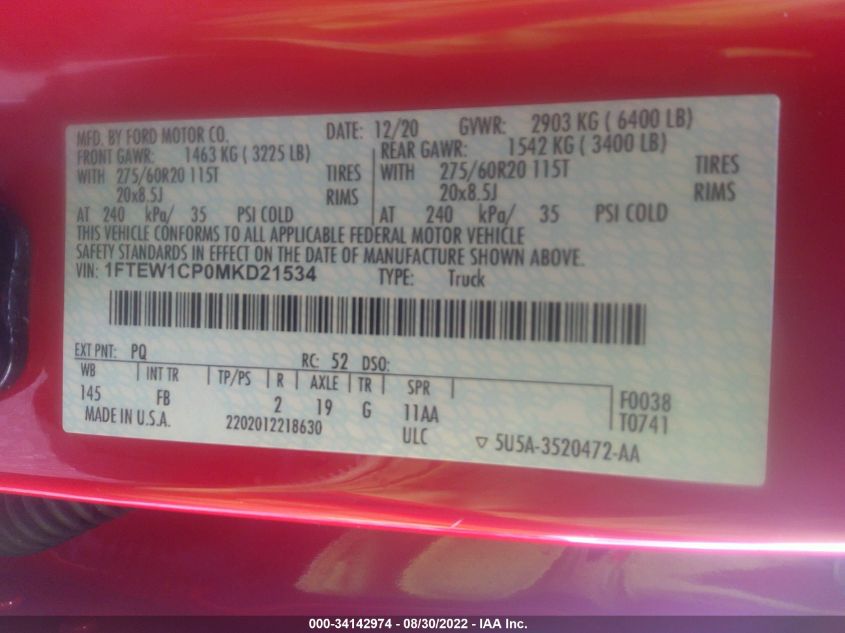 MFD. BY FORD MOTOR CO. DATE: 12/20 GVWR: 2903 KG ( 6400 LB)
FRONT GAWR: 1463 KG ( 3225 LB) REAR GAWR: 1542 KG ( 3400 LB)
WITH 275/60R20 115T TIRES WITH 275/60R20 115T TIRES
20x8.5J RIMS 20x8.5J RIMS
AT 240 kPa/ 35 PSI COLD AT 240 kPa/ 35 PSI COLD
THIS VEHICLE CONFORMS TO ALL APPLICABLE FEDERAL MOTOR VEHICLE
SAFETY STANDARDS IN EFFECT ON THE DATE OF MANUFACTURE SHOWN ABOVE.
VIN: 1FTEW1CP0MKD21534 TYPE: Truck
EXT PNT: PQ RC: 52 DSO:
WB INT TR TP/PS R AXLE TR SPR
145 FB 2 19 G 11AA F0038
MADE IN U.S.A. 2202012218630 ULC T0741
5U5A-3520472-AA
000-34142974 - 08/30/2022 - IAA Inc.